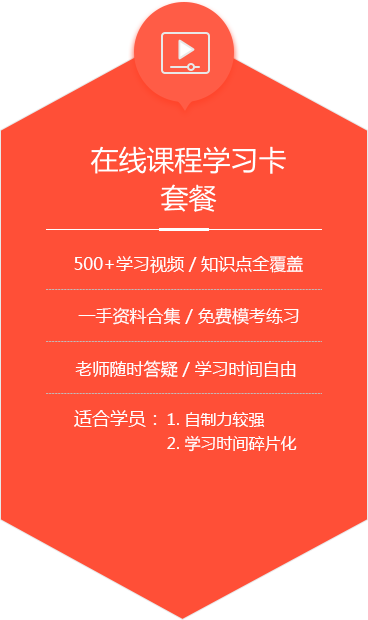 在线课程学习卡
套餐
500+学习视频 / 知识点全覆盖
一手资料合集 / 免费模考练习
老师随时答疑 / 学习时间自由
适合学员： 1. 自制力较强
2. 学习时间碎片化